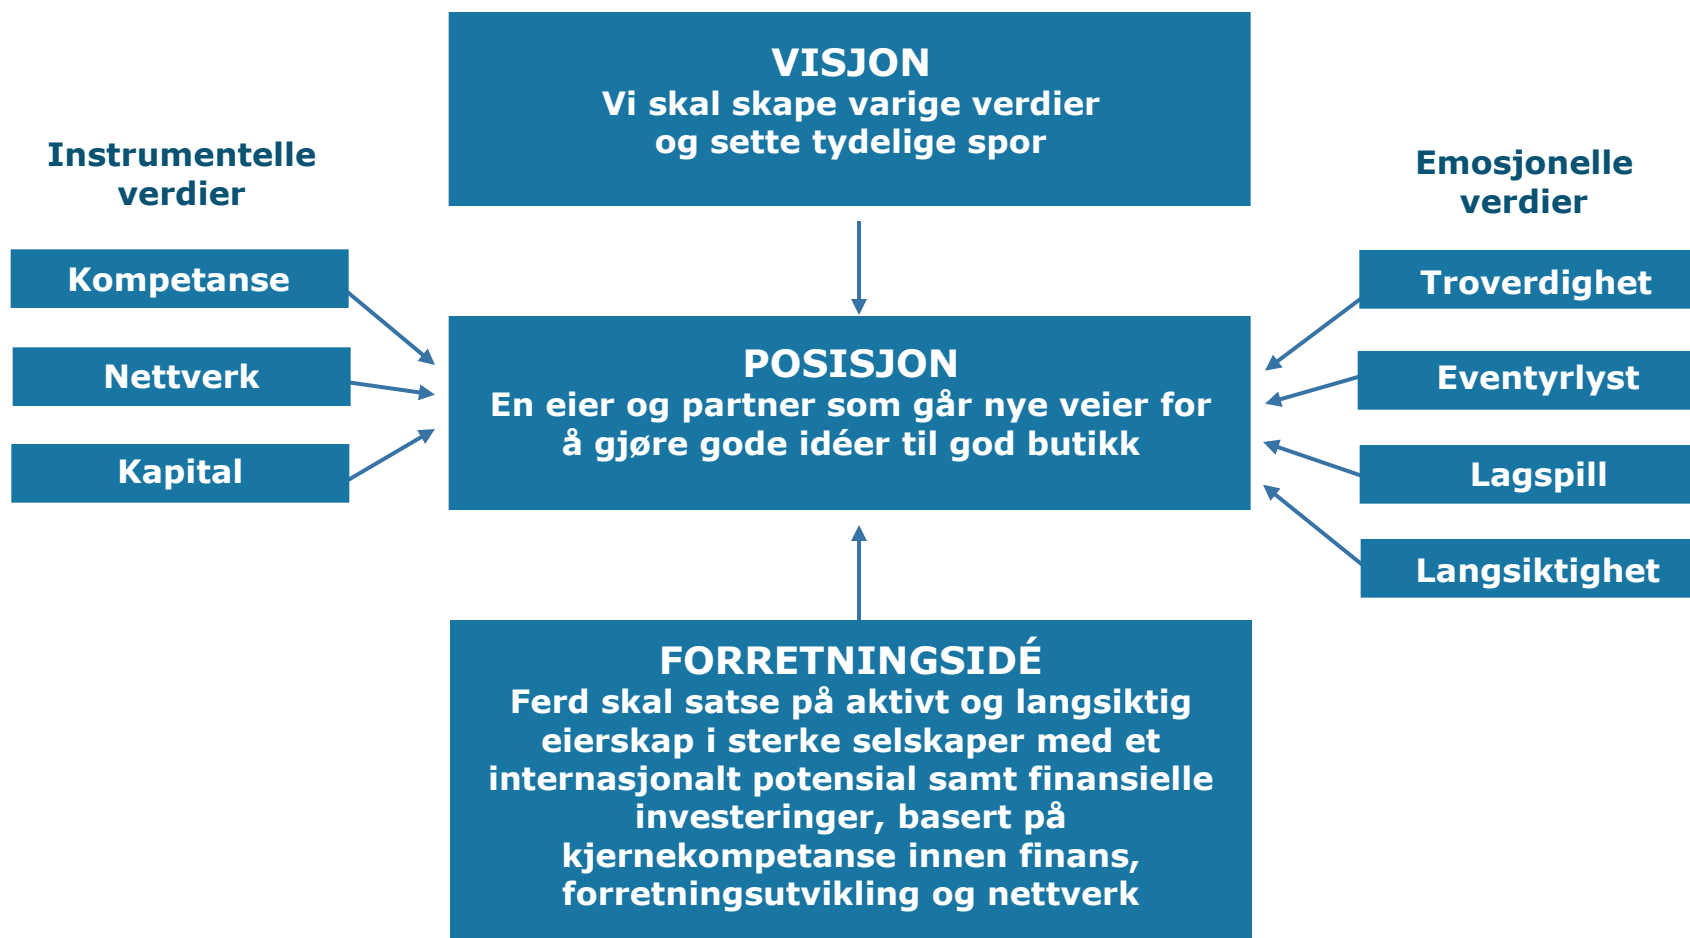 VISJON
Vi skal skape varige verdier
og sette tydelige spor
Instrumentelle
verdier
Kompetanse
Nettverk
Kapital
POSISJON
En eier og partner som går nye veier for
å gjøre gode idéer til god butikk
Emosjonelle
verdier
Troverdighet
Eventyrlyst
Lagspill
Langsiktighet
FORRETNINGSIDÉ
Ferd skal satse på aktivt og langsiktig
eierskap i sterke selskaper med et
internasjonalt potensial samt finansielle
investeringer, basert på
kjernekompetanse innen finans,
forretningsutvikling og nettverk